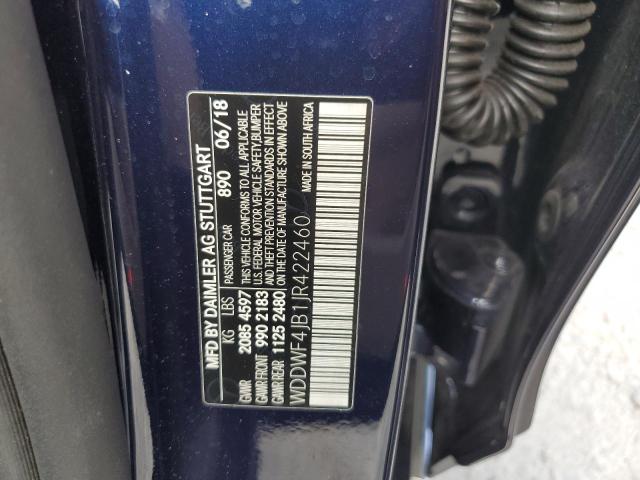 MFD BY DAIMLER AG STUTTGART
KG LBS PASSENGER CAR 890 06/18
GVWR 2085 4597 THIS VEHICLE CONFORMS TO ALL APPLICABLE
GAWR FRONT 990 2183 U.S. FEDERAL MOTOR VEHICLE SAFETY, BUMPER
GAWR REAR 1125 2480 AND THEFT PREVENTION STANDARDS IN EFFECT
ON THE DATE OF MANUFACTURE SHOWN ABOVE
WDDWF4JB1JR422460 MADE IN SOUTH AFRICA